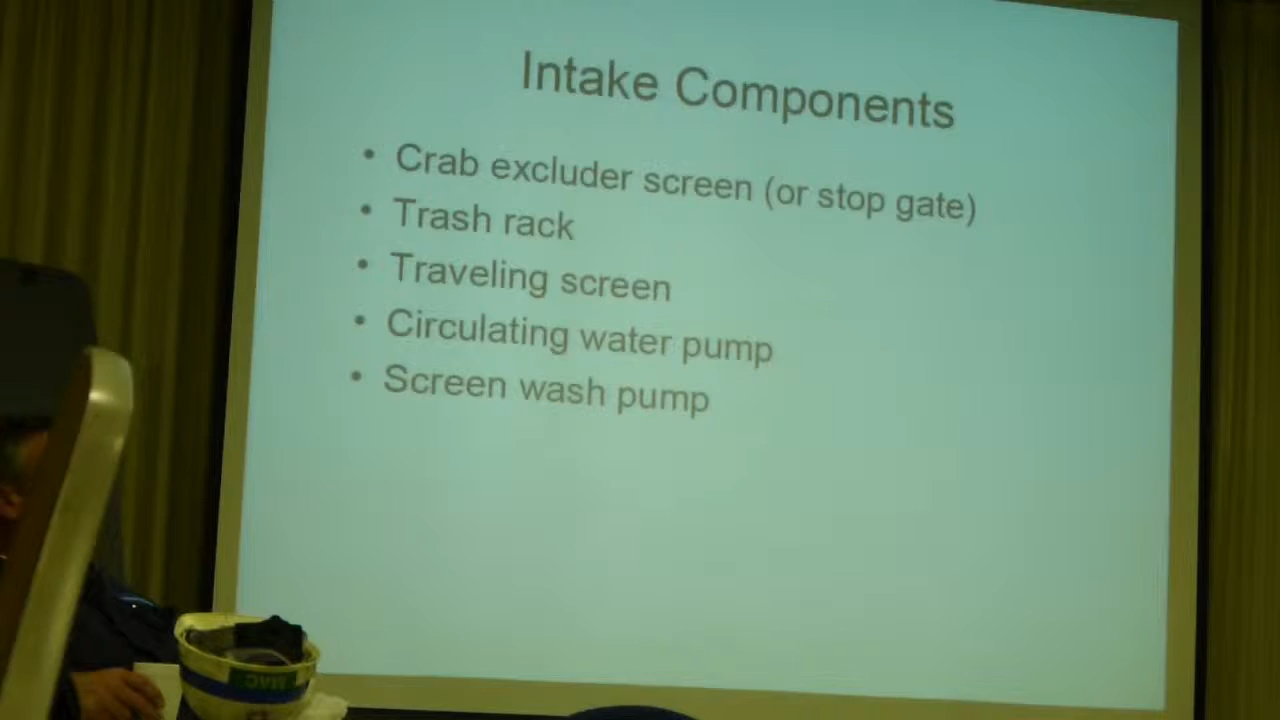 Intake Components
• Crab excluder screen (or stop gate)
• Trash rack
• Traveling screen
• Circulating water pump
• Screen wash pump